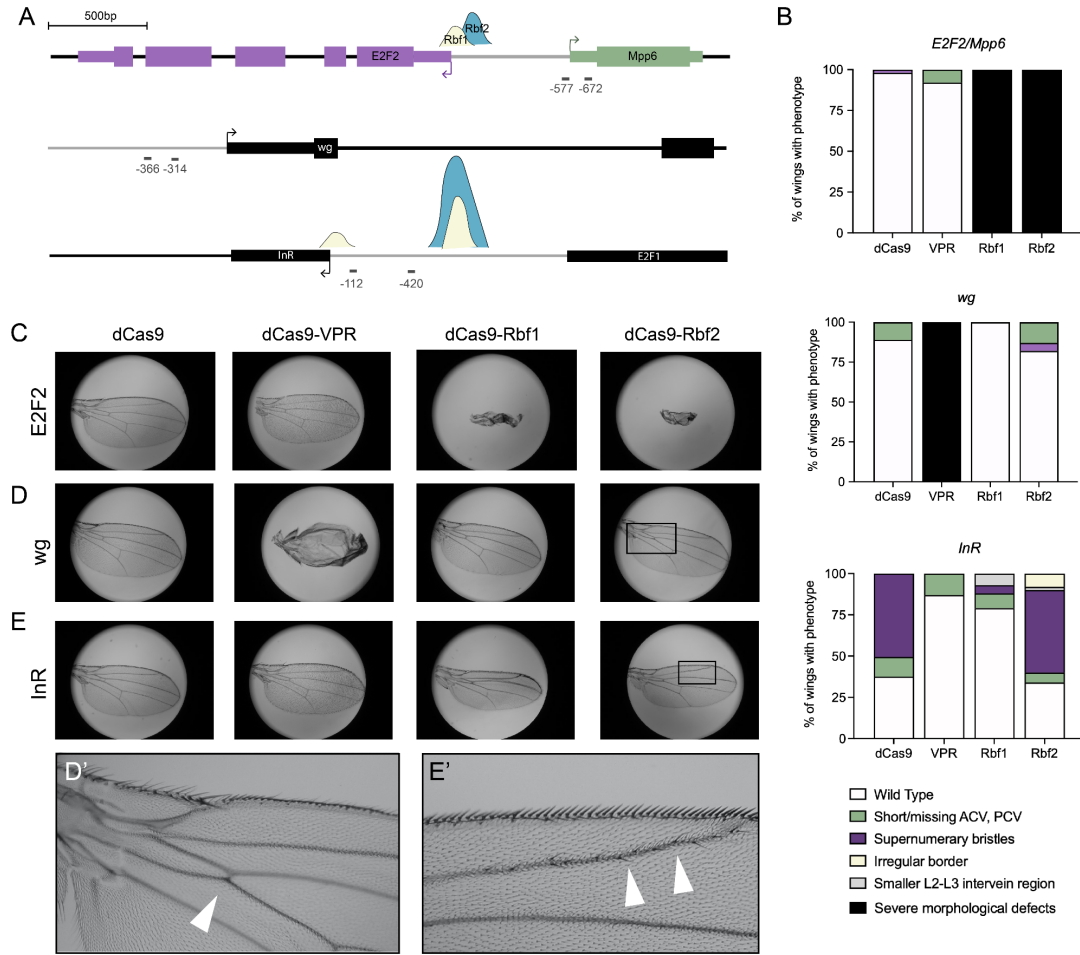 A
500bp
Rbf2
Rbf1
E2F2
Mpp6
-577 -672
wg
-366 -314
InR
E2F1
-112
-420
B
E2F2/Mpp6
% of wings with phenotype
100
75
50
25
0
dCas9 VPR Rbf1 Rbf2
wg
% of wings with phenotype
100
75
50
25
0
dCas9 VPR Rbf1 Rbf2
InR
% of wings with phenotype
100
75
50
25
0
dCas9 VPR Rbf1 Rbf2
Wild Type
Short/missing ACV, PCV
Supernumerary bristles
Irregular border
Smaller L2-L3 intervein region
Severe morphological defects
C
dCas9 dCas9-VPR dCas9-Rbf1 dCas9-Rbf2
E2F2
D
wg
E
InR
D'
E'